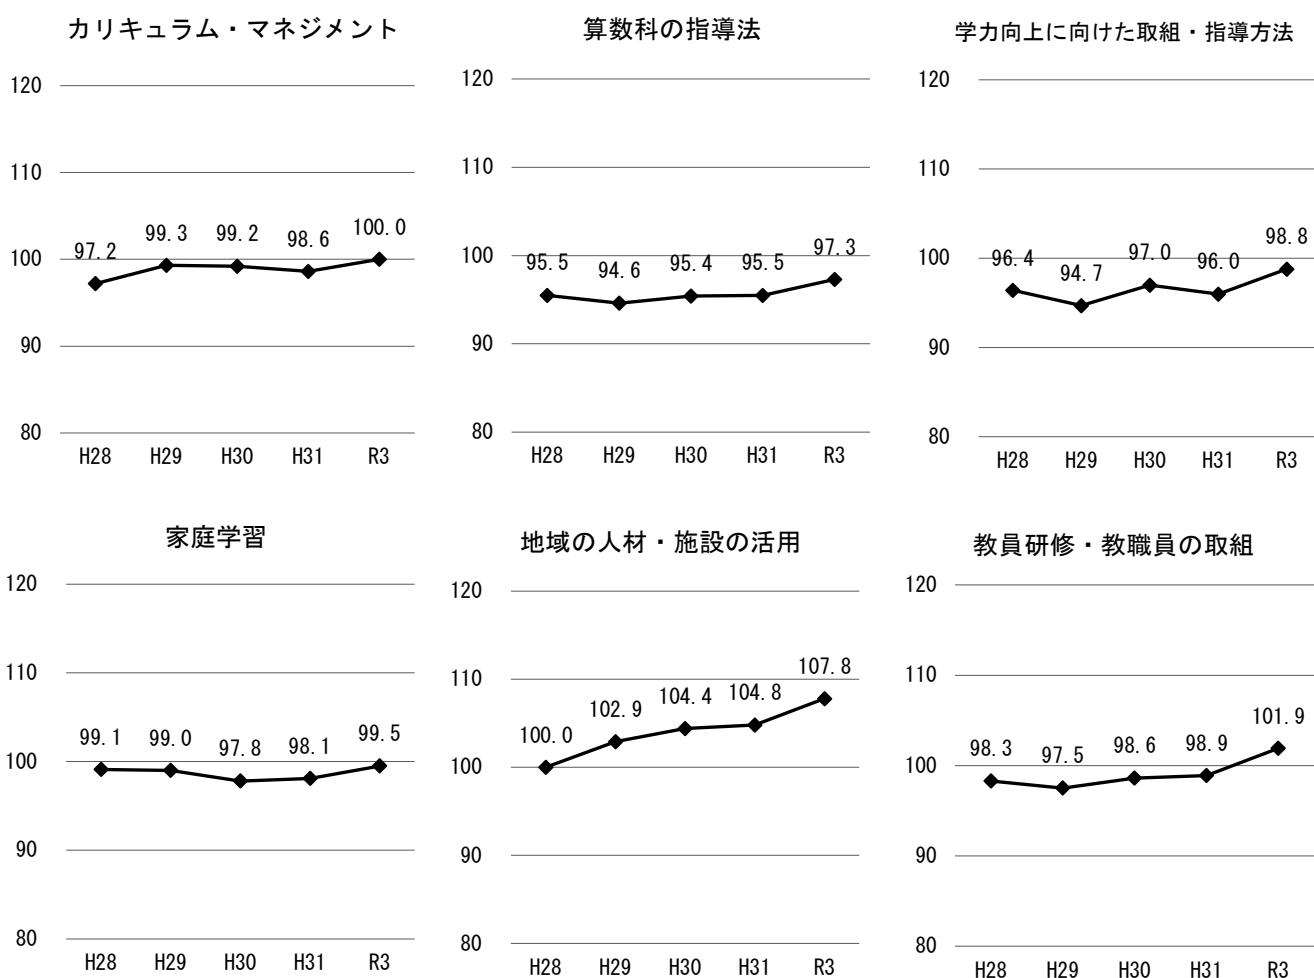 カリキュラム・マネジメント
120
110
100
90
80
97.2
99.3
99.2
98.6
100.0
H28
H29
H30
H31
R3
算数科の指導法
120
110
100
90
80
95.5
94.6
95.4
95.5
97.3
H28
H29
H30
H31
R3
学力向上に向けた取組・指導方法
120
110
100
90
80
96.4
94.7
97.0
96.0
98.8
H28
H29
H30
H31
R3
家庭学習
120
110
100
90
80
99.1
99.0
97.8
98.1
99.5
H28
H29
H30
H31
R3
地域の人材・施設の活用
120
110
100
90
80
100.0
102.9
104.4
104.8
107.8
H28
H29
H30
H31
R3
教員研修・教職員の取組
120
110
100
90
80
98.3
97.5
98.6
98.9
101.9
H28
H29
H30
H31
R3